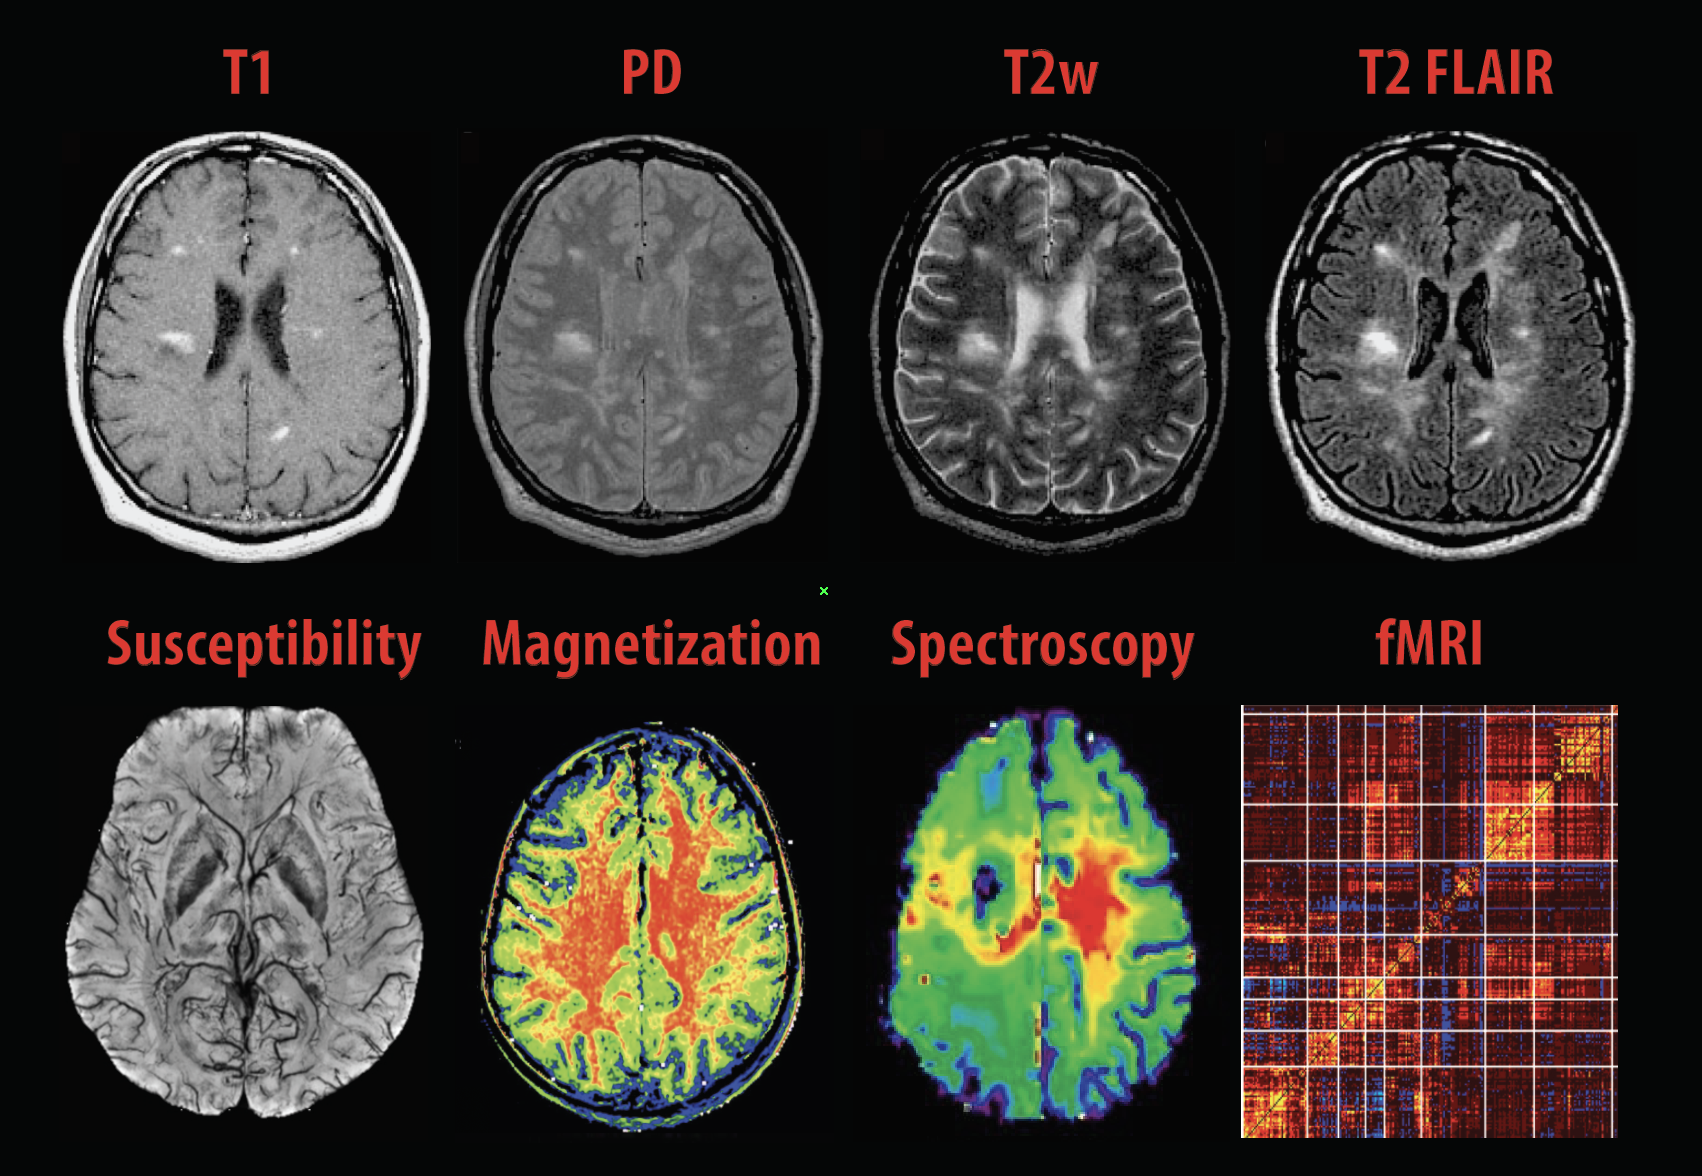 T1
PD
T2w
T2 FLAIR
Susceptibility
Magnetization
Spectroscopy
fMRI